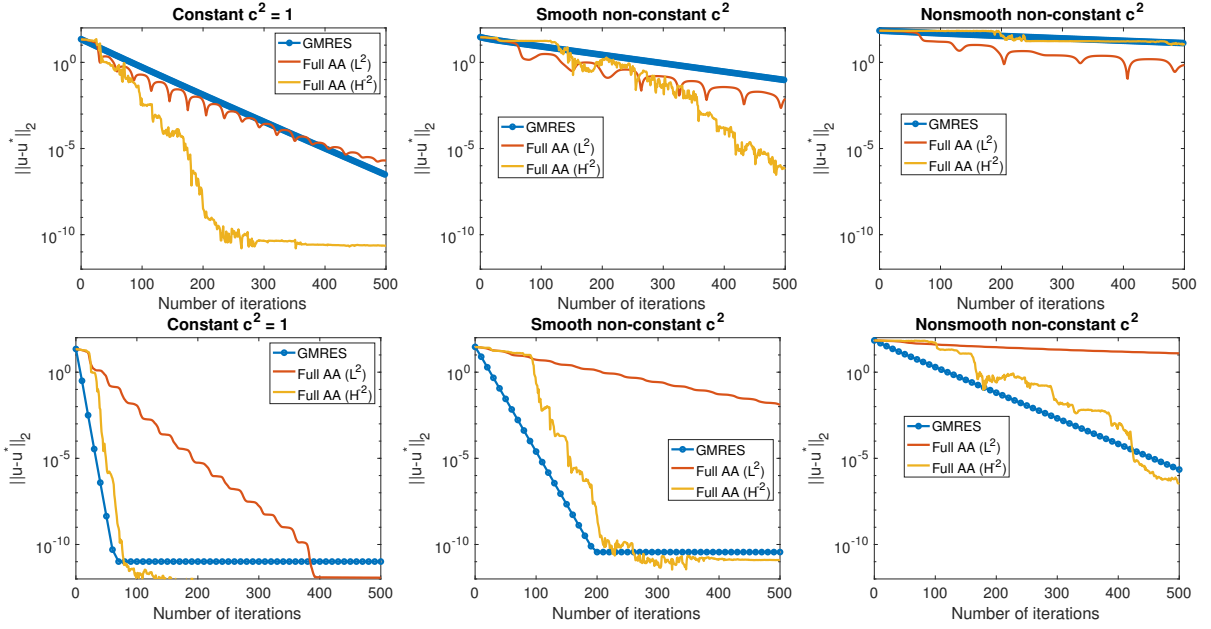 Constant c² = 1
||u-u*||₂
10⁰
10⁻⁵
10⁻¹⁰
GMRES
Full AA (L²)
Full AA (H²)
0 100 200 300 400 500
Number of iterations
Smooth non-constant c²
||u-u*||₂
10⁰
10⁻⁵
10⁻¹⁰
GMRES
Full AA (L²)
Full AA (H²)
0 100 200 300 400 500
Number of iterations
Nonsmooth non-constant c²
||u-u*||₂
10⁰
10⁻⁵
10⁻¹⁰
GMRES
Full AA (L²)
Full AA (H²)
0 100 200 300 400 500
Number of iterations
Constant c² = 1
||u-u*||₂
10⁰
10⁻⁵
10⁻¹⁰
GMRES
Full AA (L²)
Full AA (H²)
0 100 200 300 400 500
Number of iterations
Smooth non-constant c²
||u-u*||₂
10⁰
10⁻⁵
10⁻¹⁰
GMRES
Full AA (L²)
Full AA (H²)
0 100 200 300 400 500
Number of iterations
Nonsmooth non-constant c²
||u-u*||₂
10⁰
10⁻⁵
10⁻¹⁰
GMRES
Full AA (L²)
Full AA (H²)
0 100 200 300 400 500
Number of iterations